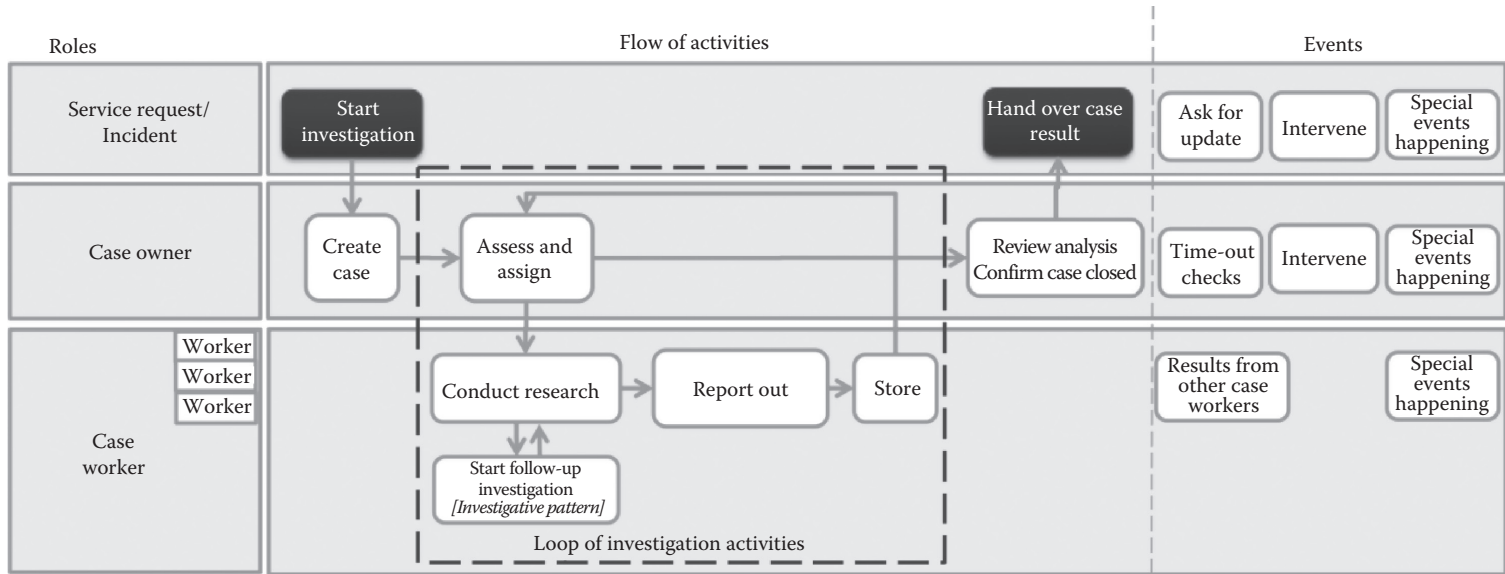 Roles
Flow of activities
Events
Service request/
Incident
Start
investigation
Hand over case
result
Ask for
update
Intervene
Special
events
happening
Case owner
Create
case
Assess and
assign
Review analysis
Confirm case closed
Time-out
checks
Intervene
Special
events
happening
Worker
Worker
Worker
Case
worker
Conduct research
Report out
Store
Results from
other case
workers
Special
events
happening
Start follow-up
investigation
[Investigative pattern]
Loop of investigation activities